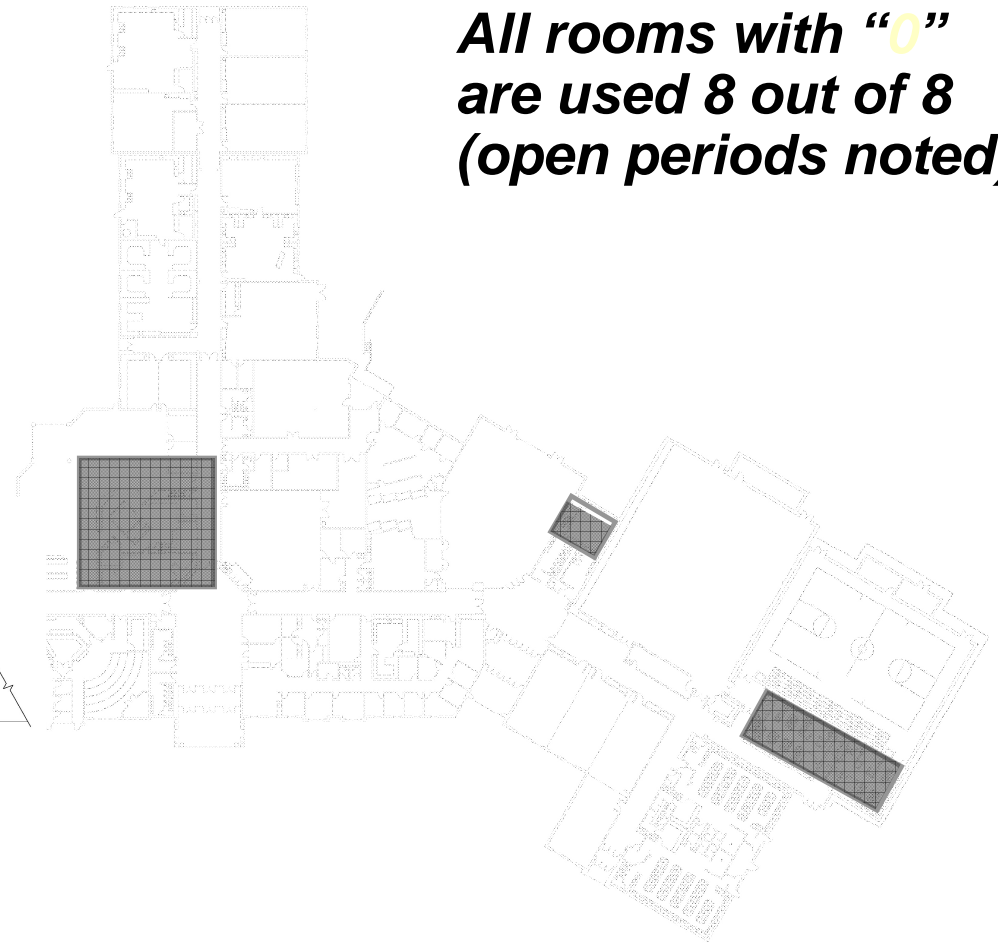 All rooms with “0”
are used 8 out of 8
(open periods noted)